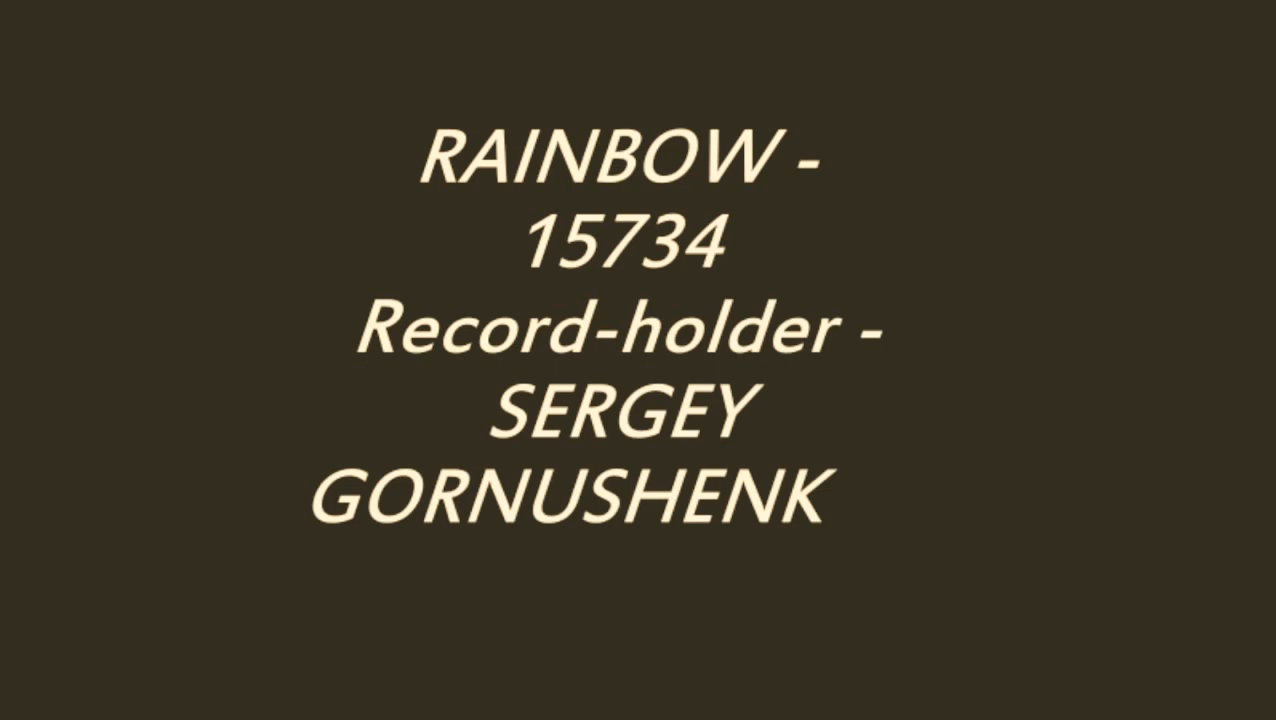 RAINBOW -
15734
Record-holder -
SERGEY
GORNUSHENK